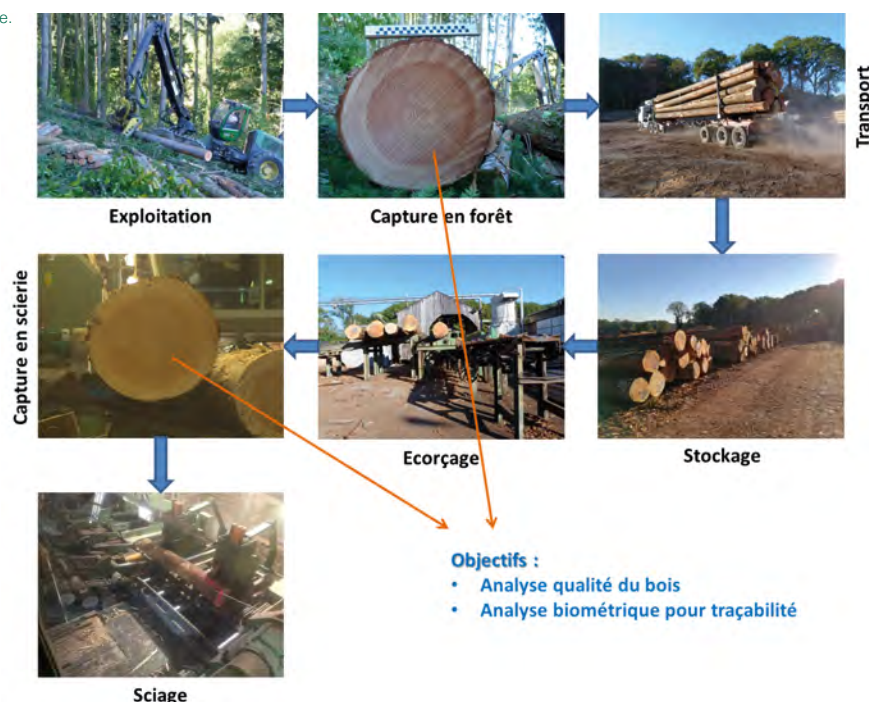 e.
Exploitation
Capture en forêt
Transport
Capture en scierie
Ecorçage
Stockage
Objectifs :
• Analyse qualité du bois
• Analyse biométrique pour traçabilité
Sciage